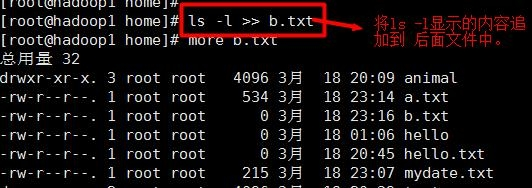 [root@hadoop1 home]#
[root@hadoop1 home]# ls -l >> b.txt
将ls -l显示的内容追
加到 后面文件中。
[root@hadoop1 home]# more b.txt
总用量 32
drwxr-xr-x. 3 root root 4096 3月 18 20:09 animal
-rw-r--r--. 1 root root 534 3月 18 23:14 a.txt
-rw-r--r--. 1 root root 0 3月 18 23:16 b.txt
-rw-r--r--. 1 root root 0 3月 18 01:06 hello
-rw-r--r--. 1 root root 0 3月 18 20:45 hello.txt
-rw-r--r--. 1 root root 215 3月 18 23:07 mydate.txt